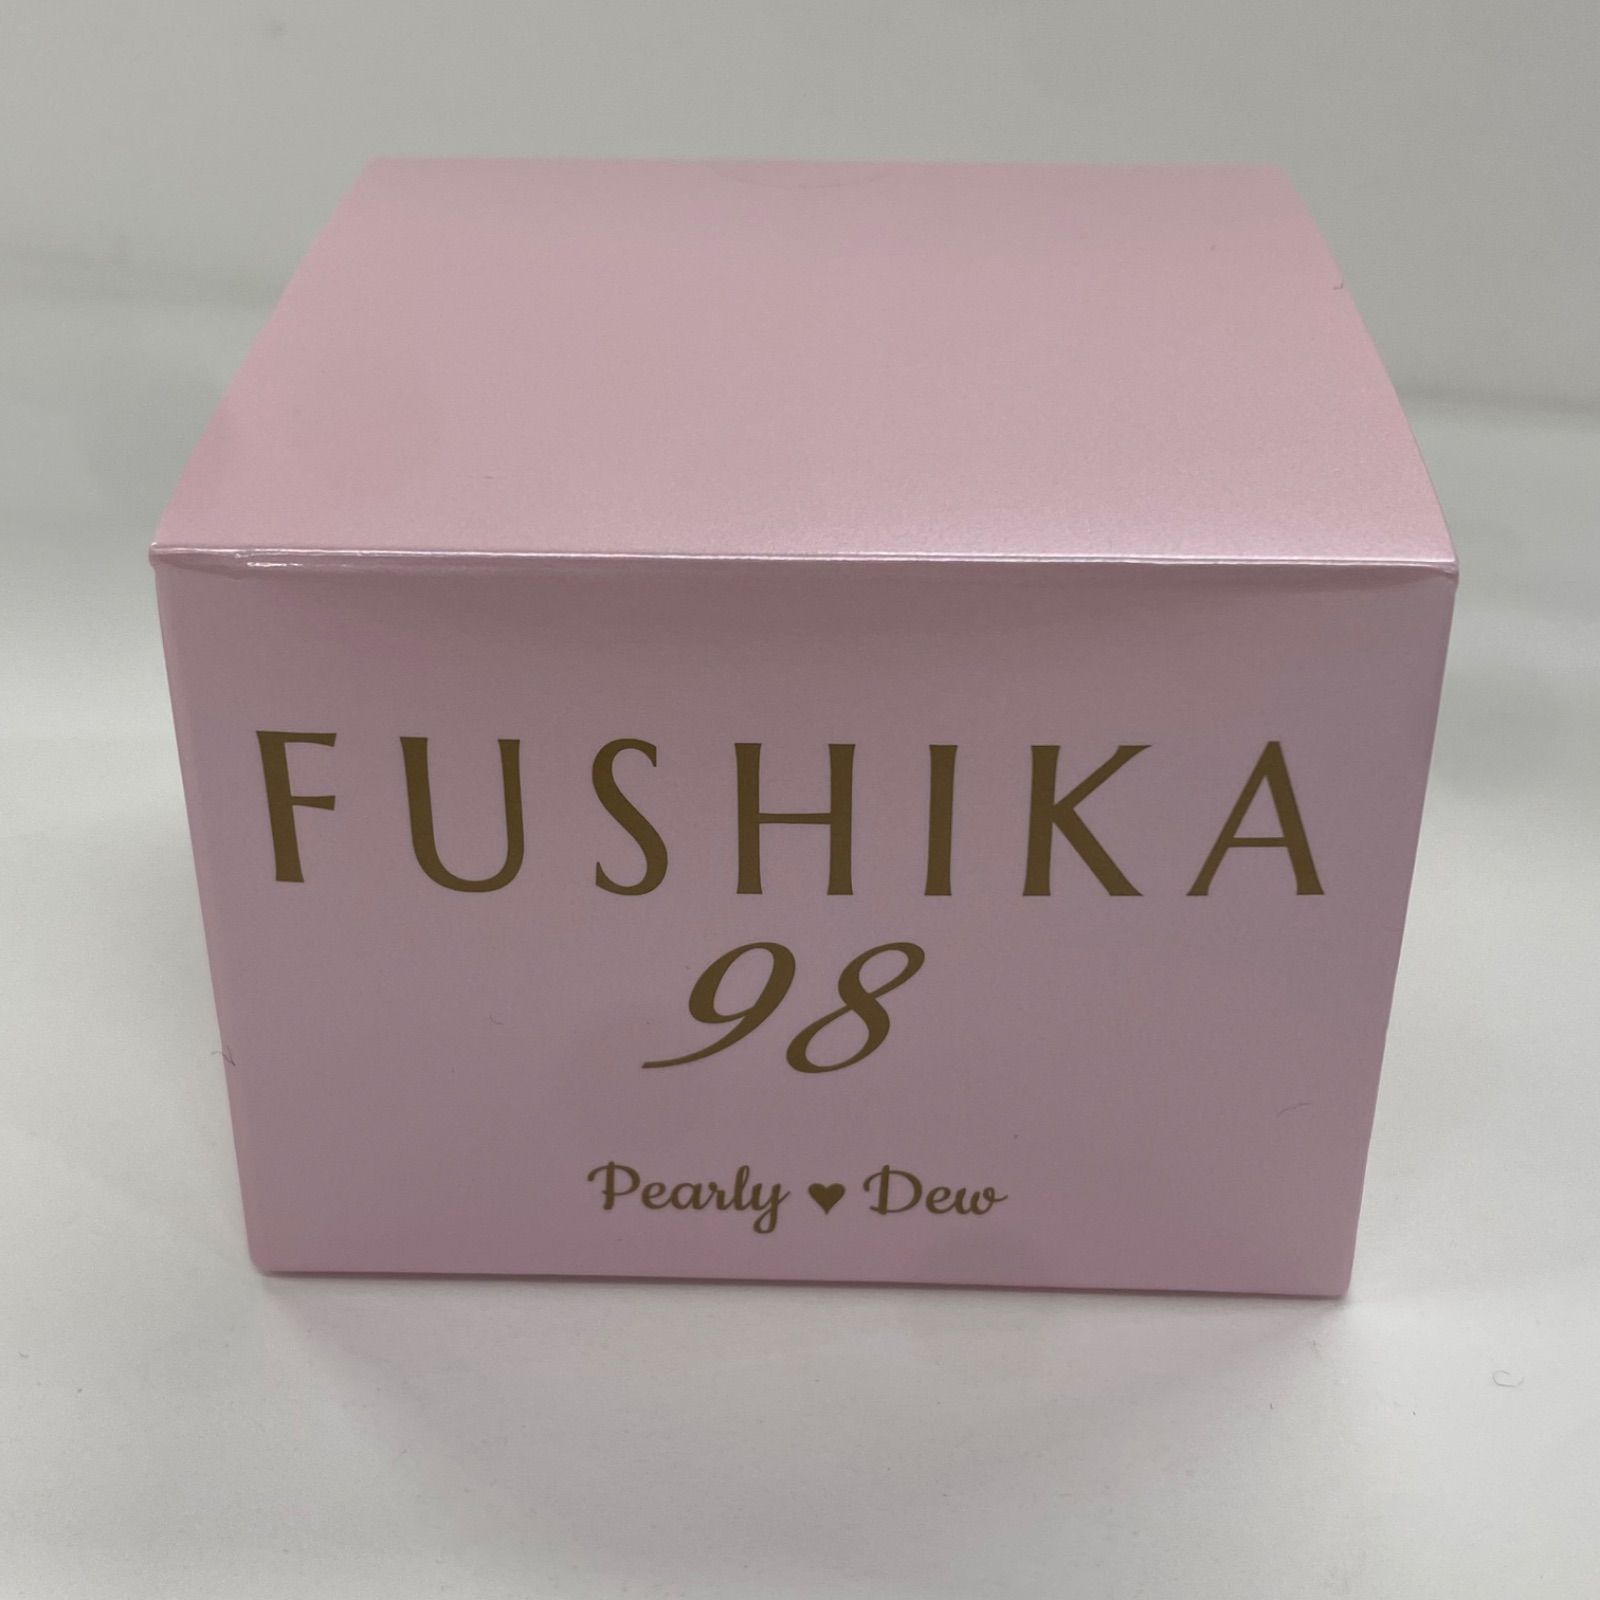 FUSHIKA
98
Pearly ♥ Dew